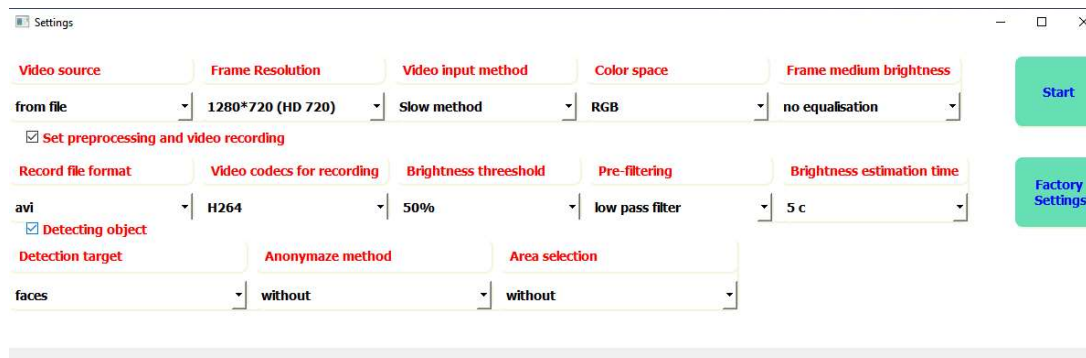 Settings
Video source Frame Resolution Video input method Color space Frame medium brightness
from file 1280*720 (HD 720) Slow method RGB no equalisation
Start
Set preprocessing and video recording
Record file format Video codecs for recording Brightness threeshold Pre-filtering Brightness estimation time
avi H264 50% low pass filter 5 c
Factory
Settings
Detecting object
Detection target Anonymaze method Area selection
faces without without